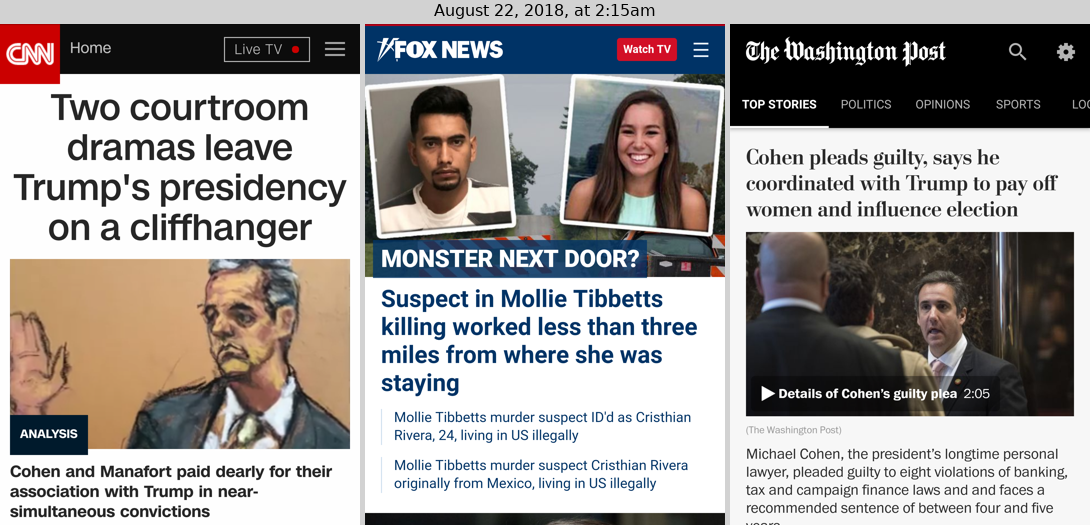 August 22, 2018, at 2:15am
CNN
Home
Live TV
Two courtroom
dramas leave
Trump's presidency
on a cliffhanger
ANALYSIS
Cohen and Manafort paid dearly for their
association with Trump in near-
simultaneous convictions
FOX NEWS
Watch TV
MONSTER NEXT DOOR?
Suspect in Mollie Tibbetts
killing worked less than three
miles from where she was
staying
Mollie Tibbetts murder suspect ID'd as Cristhian
Rivera, 24, living in US illegally
Mollie Tibbetts murder suspect Cristhian Rivera
originally from Mexico, living in US illegally
The Washington Post
TOP STORIES POLITICS OPINIONS SPORTS LOC
Cohen pleads guilty, says he
coordinated with Trump to pay off
women and influence election
Details of Cohen's guilty plea 2:05
(The Washington Post)
Michael Cohen, the president's longtime personal
lawyer, pleaded guilty to eight violations of banking,
tax and campaign finance laws and and faces a
recommended sentence of between four and five
years